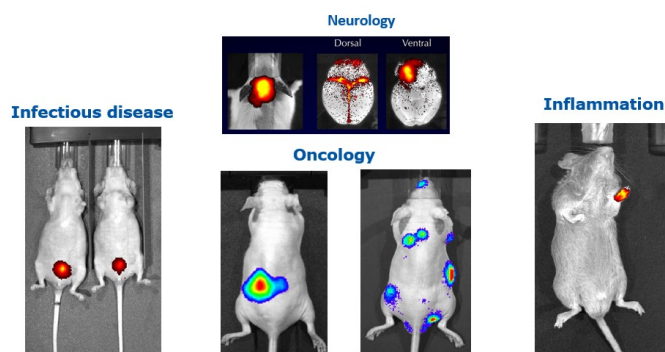 Neurology
Dorsal Ventral
Infectious disease
Inflammation
Oncology